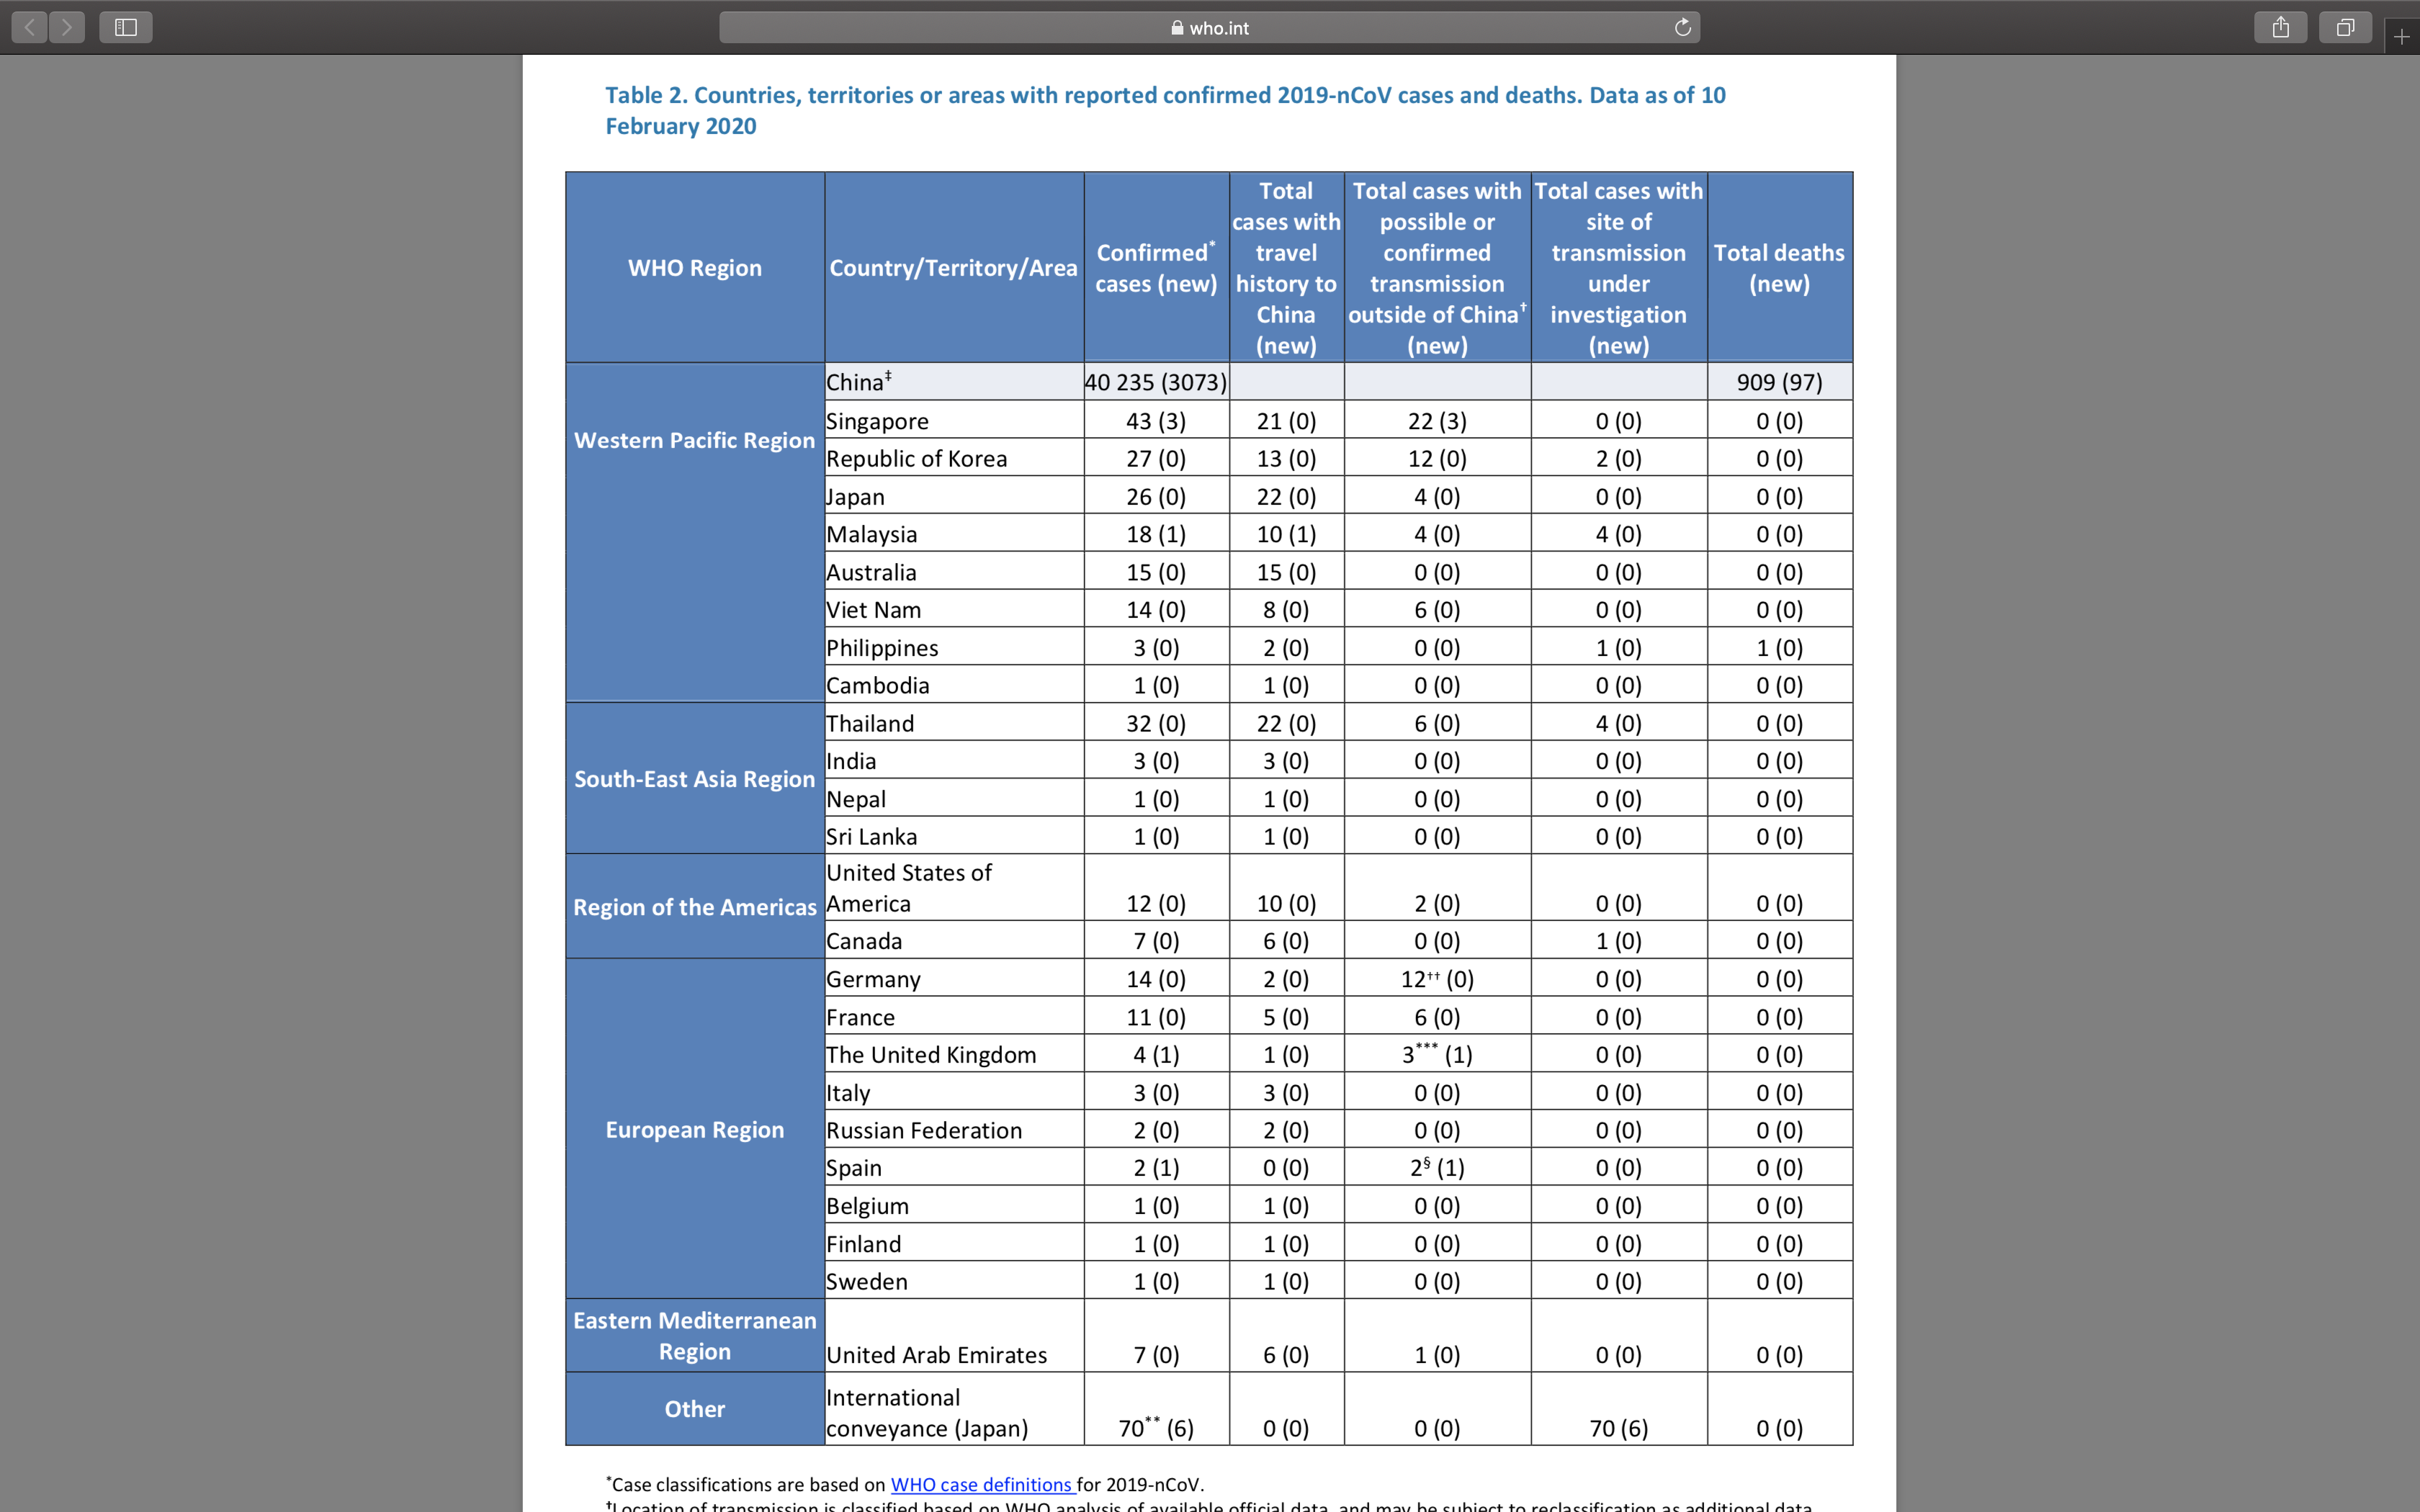 who.int
Table 2. Countries, territories or areas with reported confirmed 2019-nCoV cases and deaths. Data as of 10
February 2020
WHO Region Country/Territory/Area Confirmed* cases (new) Total cases with travel history to China (new) Total cases with possible or confirmed transmission outside of China† (new) Total cases with site of transmission under investigation (new) Total deaths (new)
Western Pacific Region
China‡ 40 235 (3073) 909 (97)
Singapore 43 (3) 21 (0) 22 (3) 0 (0) 0 (0)
Republic of Korea 27 (0) 13 (0) 12 (0) 2 (0) 0 (0)
Japan 26 (0) 22 (0) 4 (0) 0 (0) 0 (0)
Malaysia 18 (1) 10 (1) 4 (0) 4 (0) 0 (0)
Australia 15 (0) 15 (0) 0 (0) 0 (0) 0 (0)
Viet Nam 14 (0) 8 (0) 6 (0) 0 (0) 0 (0)
Philippines 3 (0) 2 (0) 0 (0) 1 (0) 1 (0)
Cambodia 1 (0) 1 (0) 0 (0) 0 (0) 0 (0)
South-East Asia Region
Thailand 32 (0) 22 (0) 6 (0) 4 (0) 0 (0)
India 3 (0) 3 (0) 0 (0) 0 (0) 0 (0)
Nepal 1 (0) 1 (0) 0 (0) 0 (0) 0 (0)
Sri Lanka 1 (0) 1 (0) 0 (0) 0 (0) 0 (0)
Region of the Americas
United States of
America 12 (0) 10 (0) 2 (0) 0 (0) 0 (0)
Canada 7 (0) 6 (0) 0 (0) 1 (0) 0 (0)
European Region
Germany 14 (0) 2 (0) 12†† (0) 0 (0) 0 (0)
France 11 (0) 5 (0) 6 (0) 0 (0) 0 (0)
The United Kingdom 4 (1) 1 (0) 3*** (1) 0 (0) 0 (0)
Italy 3 (0) 3 (0) 0 (0) 0 (0) 0 (0)
Russian Federation 2 (0) 2 (0) 0 (0) 0 (0) 0 (0)
Spain 2 (1) 0 (0) 2§ (1) 0 (0) 0 (0)
Belgium 1 (0) 1 (0) 0 (0) 0 (0) 0 (0)
Finland 1 (0) 1 (0) 0 (0) 0 (0) 0 (0)
Sweden 1 (0) 1 (0) 0 (0) 0 (0) 0 (0)
Eastern Mediterranean
Region
United Arab Emirates 7 (0) 6 (0) 1 (0) 0 (0) 0 (0)
Other
International
conveyance (Japan) 70** (6) 0 (0) 0 (0) 70 (6) 0 (0)
*Case classifications are based on WHO case definitions for 2019-nCoV.
†Location of transmission is classified based on WHO analysis of available official data, and may be subject to reclassification as additional data